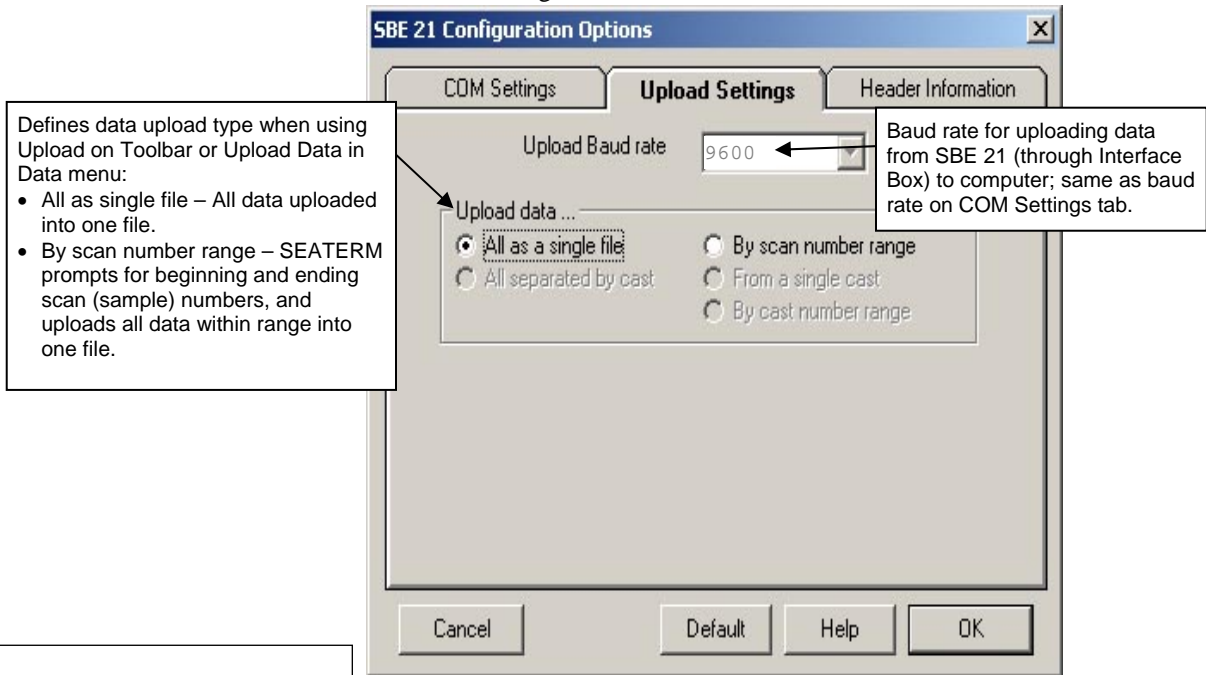 SBE 21 Configuration Options
COM Settings
Upload Settings
Header Information
Defines data upload type when using
Upload on Toolbar or Upload Data in
Data menu:
• All as single file – All data uploaded
into one file.
• By scan number range – SEATERM
prompts for beginning and ending
scan (sample) numbers, and
uploads all data within range into
one file.
Upload Baud rate
9600
Baud rate for uploading data
from SBE 21 (through Interface
Box) to computer; same as baud
rate on COM Settings tab.
Upload data ...
All as a single file
By scan number range
All separated by cast
From a single cast
By cast number range
Cancel
Default
Help
OK